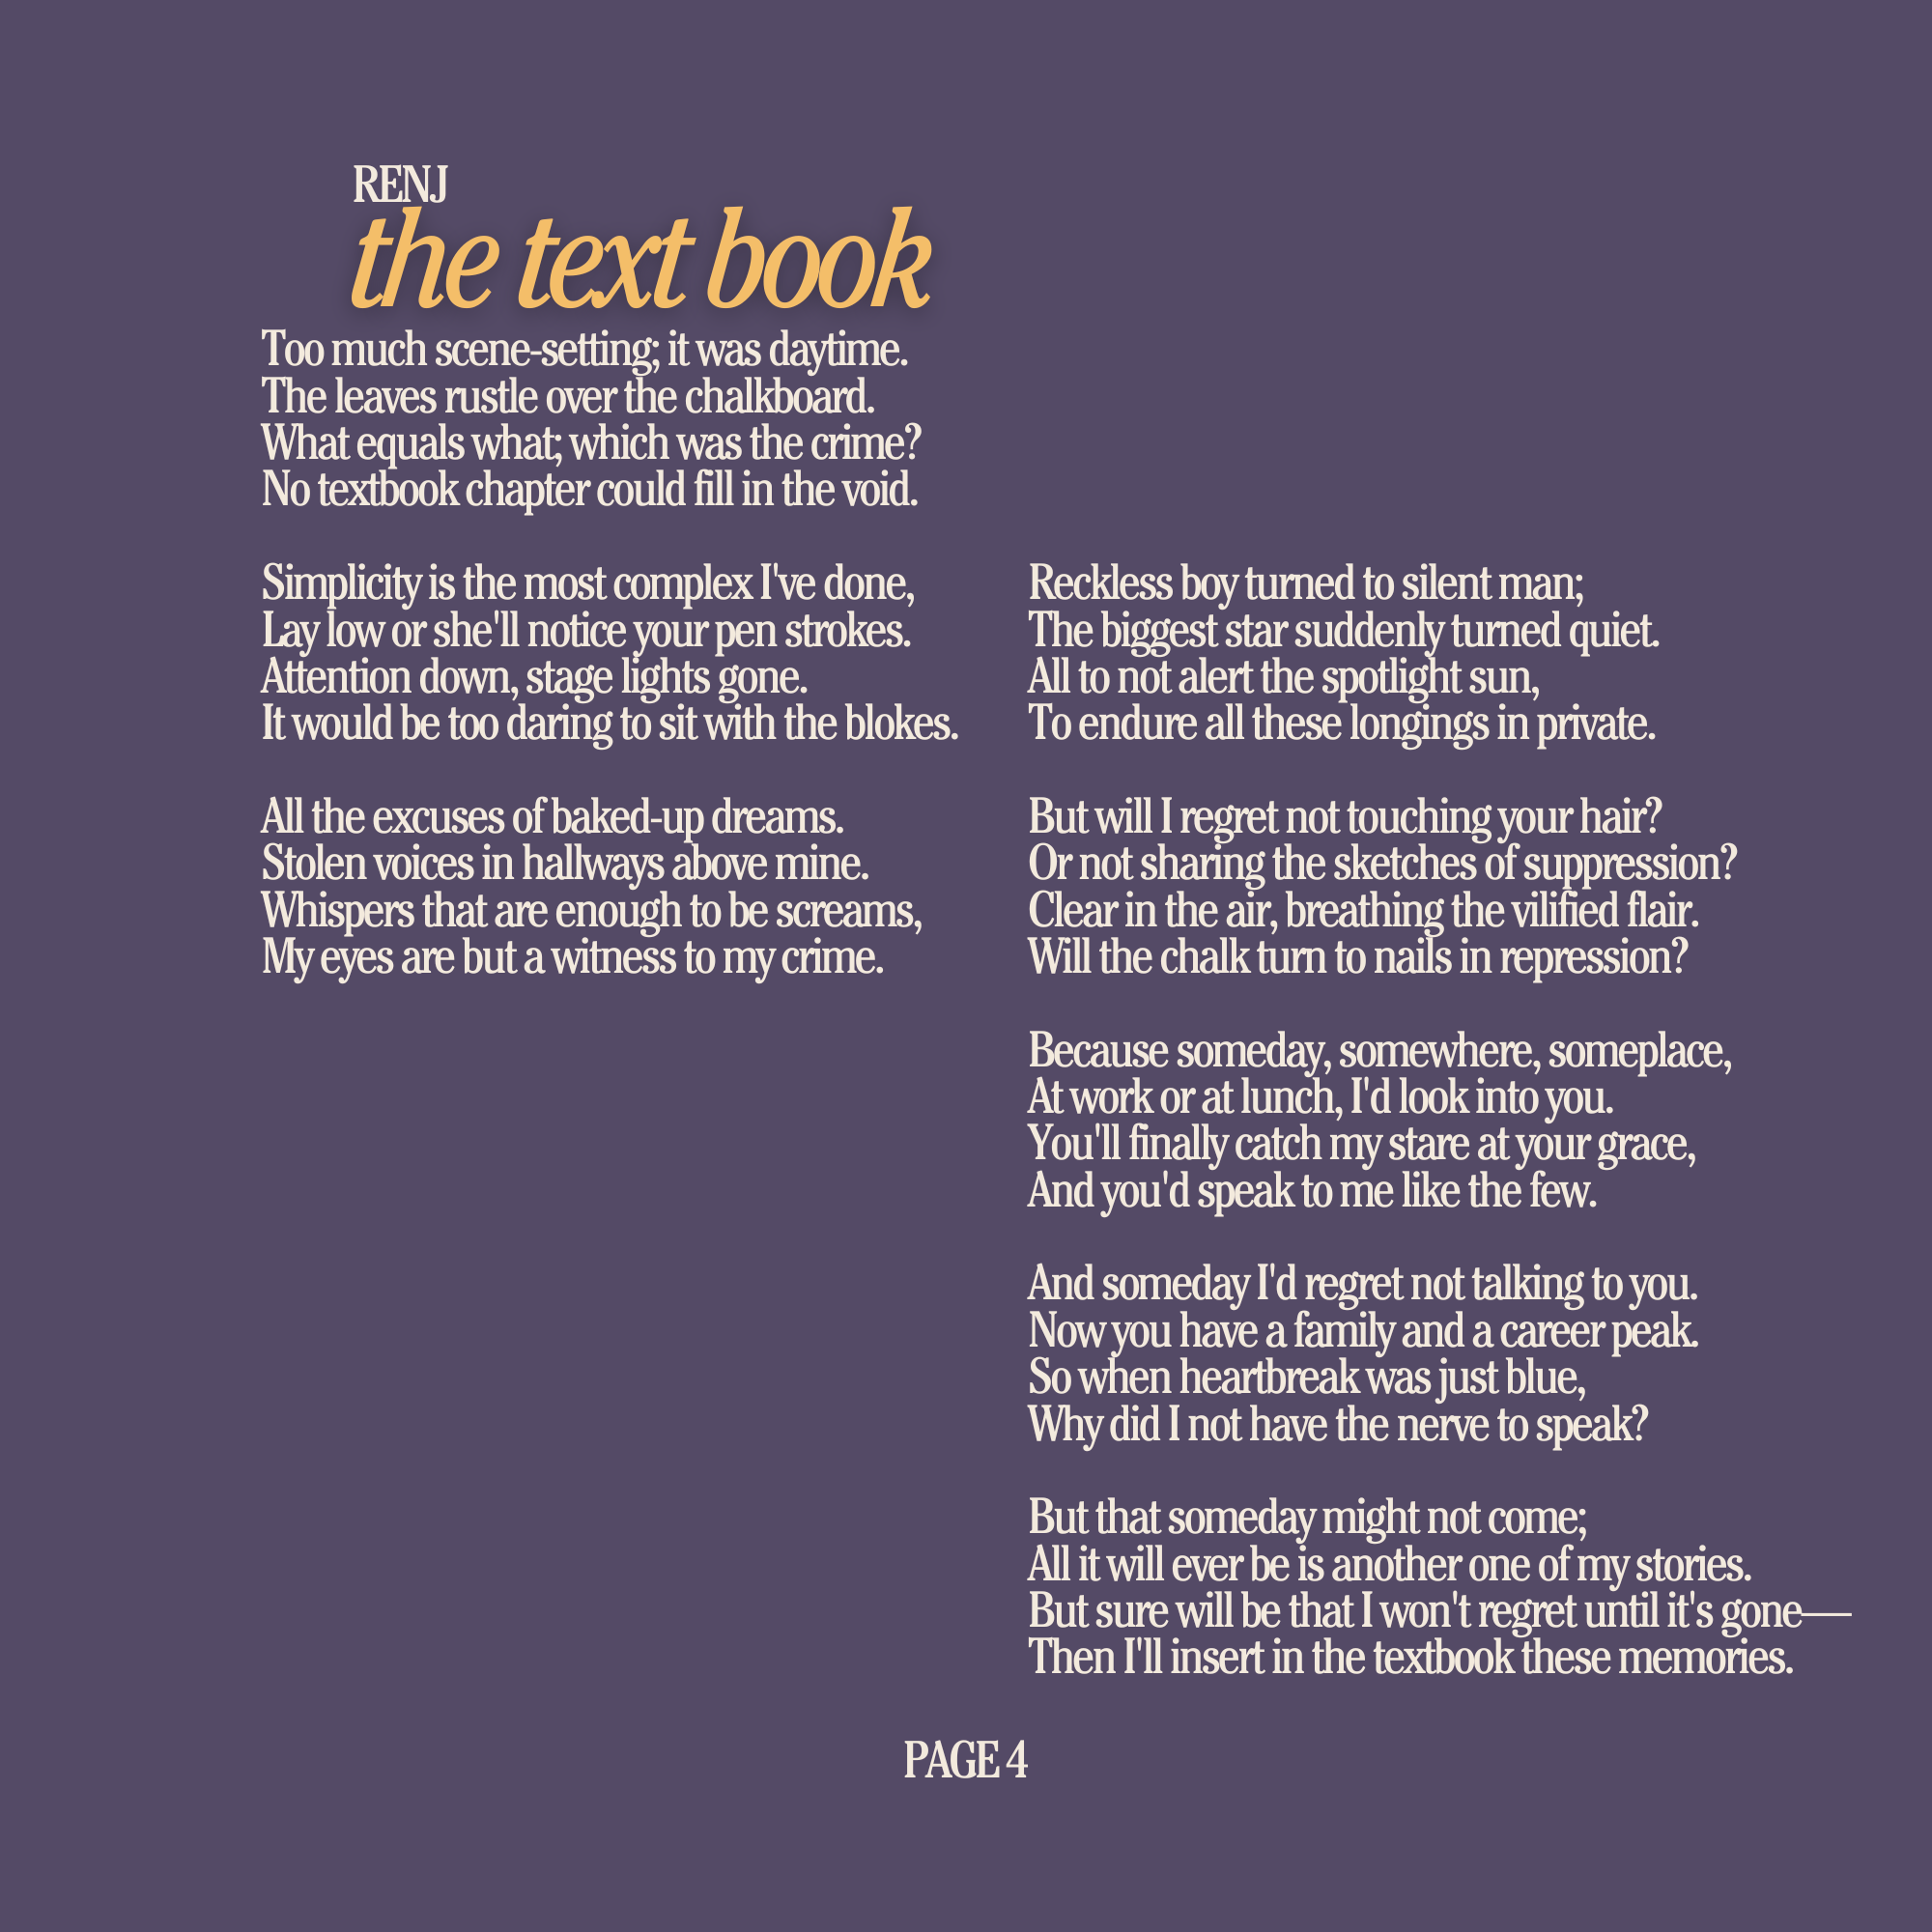 RENJ
the text book
Too much scene-setting; it was daytime.
The leaves rustle over the chalkboard.
What equals what; which was the crime?
No textbook chapter could fill in the void.
Simplicity is the most complex I've done,
Lay low or she'll notice your pen strokes.
Attention down, stage lights gone.
It would be too daring to sit with the blokes.
All the excuses of baked-up dreams.
Stolen voices in hallways above mine.
Whispers that are enough to be screams,
My eyes are but a witness to my crime.
Reckless boy turned to silent man;
The biggest star suddenly turned quiet.
All to not alert the spotlight sun,
To endure all these longings in private.
But will I regret not touching your hair?
Or not sharing the sketches of suppression?
Clear in the air, breathing the vilified flair.
Will the chalk turn to nails in repression?
Because someday, somewhere, someplace,
At work or at lunch, I'd look into you.
You'll finally catch my stare at your grace,
And you'd speak to me like the few.
And someday I'd regret not talking to you.
Now you have a family and a career peak.
So when heartbreak was just blue,
Why did I not have the nerve to speak?
But that someday might not come;
All it will ever be is another one of my stories.
But sure will be that I won't regret until it's gone—
Then I'll insert in the textbook these memories.
PAGE 4